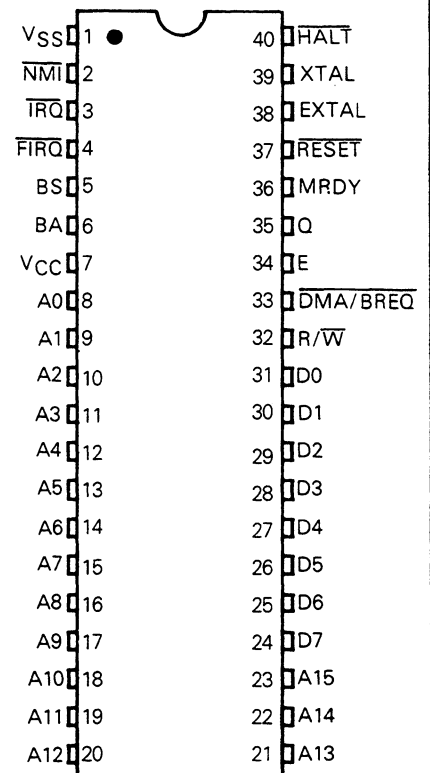 VSS 1 40 HALT
NMI 2 39 XTAL
IRQ 3 38 EXTAL
FIRQ 4 37 RESET
BS 5 36 MRDY
BA 6 35 Q
VCC 7 34 E
A0 8 33 DMA/BREQ
A1 9 32 R/W
A2 10 31 D0
A3 11 30 D1
A4 12 29 D2
A5 13 28 D3
A6 14 27 D4
A7 15 26 D5
A8 16 25 D6
A9 17 24 D7
A10 18 23 A15
A11 19 22 A14
A12 20 21 A13